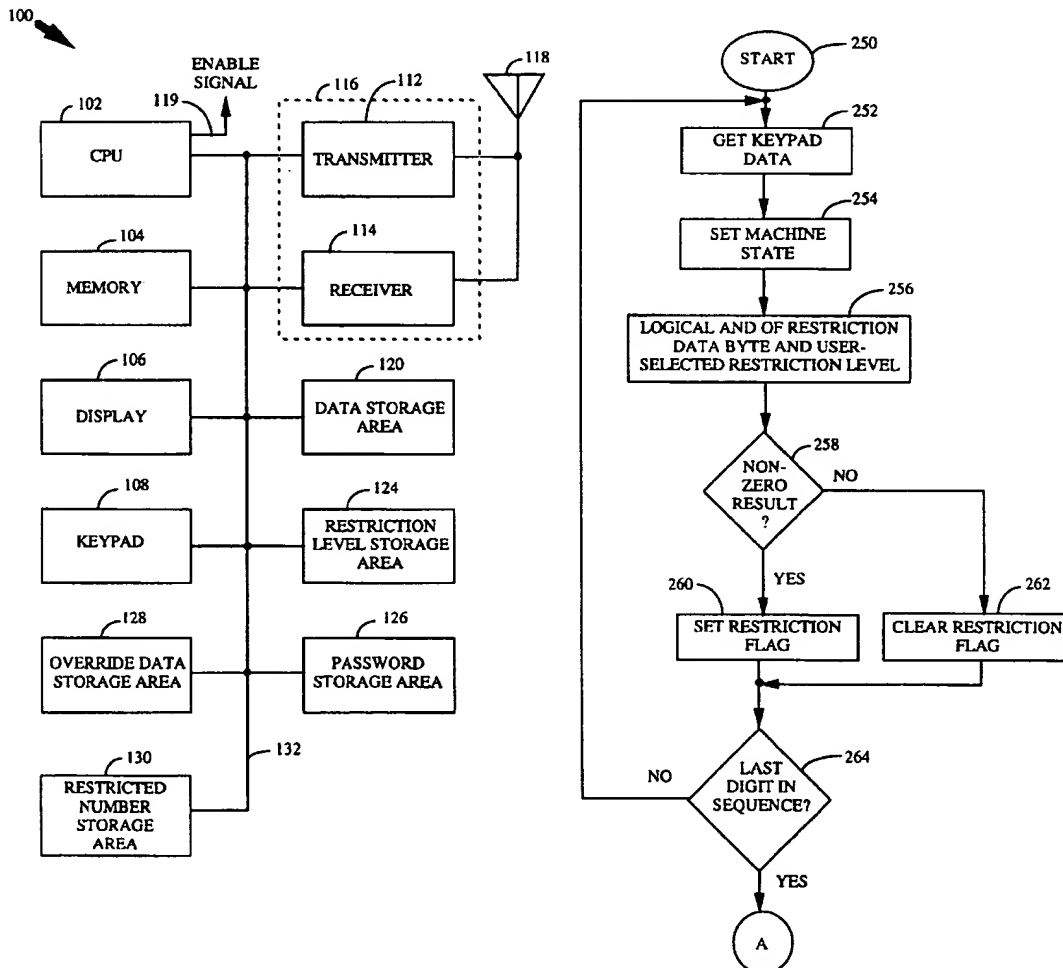 100
ENABLE
SIGNAL
119
102
CPU
116
112
TRANSMITTER
118
104
MEMORY
114
RECEIVER
106
DISPLAY
120
DATA STORAGE
AREA
108
KEYPAD
124
RESTRICTION
LEVEL STORAGE
AREA
128
OVERRIDE DATA
STORAGE AREA
126
PASSWORD
STORAGE AREA
130
RESTRICTED
NUMBER
STORAGE
AREA
132
START
250
252
GET KEYPAD
DATA
254
SET MACHINE
STATE
256
LOGICAL AND OF RESTRICTION
DATA BYTE AND USER-
SELECTED RESTRICTION LEVEL
258
NON-
ZERO
RESULT
?
NO
YES
260
SET RESTRICTION
FLAG
262
CLEAR RESTRICTION
FLAG
264
LAST
DIGIT IN
SEQUENCE?
NO
YES
A